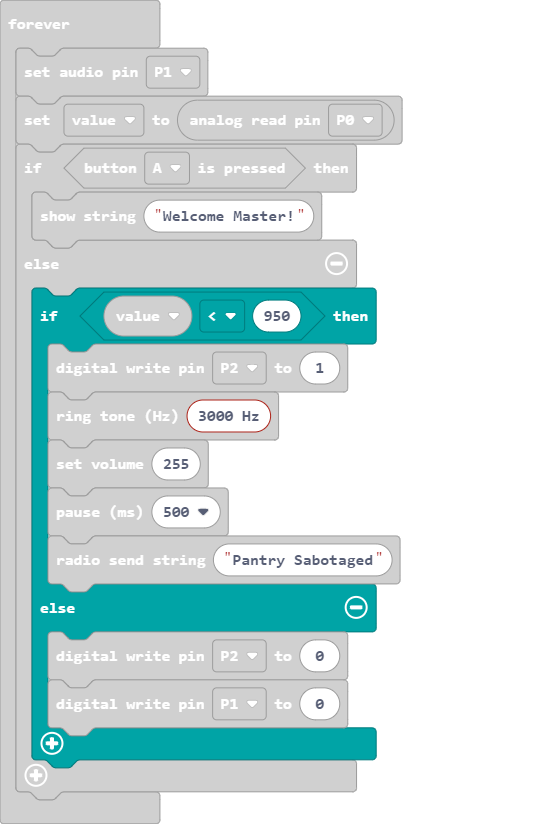 forever
set audio pin P1
set value to analog read pin P0
if button A is pressed then
show string "Welcome Master!"
else
if value < 950 then
digital write pin P2 to 1
ring tone (Hz) 3000 Hz
set volume 255
pause (ms) 500
radio send string "Pantry Sabotaged"
else
digital write pin P2 to 0
digital write pin P1 to 0